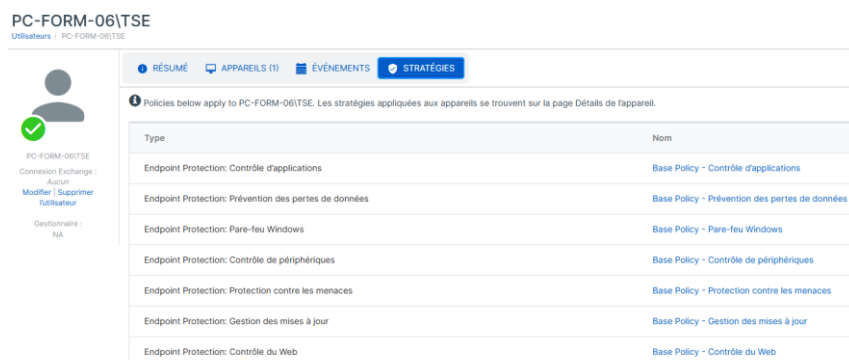 PC-FORM-06\TSE
Utilisateurs / PC-FORM-06\TSE
RÉSUMÉ APPAREILS (1) ÉVÉNEMENTS STRATÉGIES
Policies below apply to PC-FORM-06\TSE. Les stratégies appliquées aux appareils se trouvent sur la page Détails de l'appareil.
PC-FORM-06\TSE
Connexion Exchange :
Aucun
Modifier | Supprimer
l'utilisateur
Gestionnaire :
NA
Type Nom
Endpoint Protection: Contrôle d'applications Base Policy - Contrôle d'applications
Endpoint Protection: Prévention des pertes de données Base Policy - Prévention des pertes de données
Endpoint Protection: Pare-feu Windows Base Policy - Pare-feu Windows
Endpoint Protection: Contrôle de périphériques Base Policy - Contrôle de périphériques
Endpoint Protection: Protection contre les menaces Base Policy - Protection contre les menaces
Endpoint Protection: Gestion des mises à jour Base Policy - Gestion des mises à jour
Endpoint Protection: Contrôle du Web Base Policy - Contrôle du Web